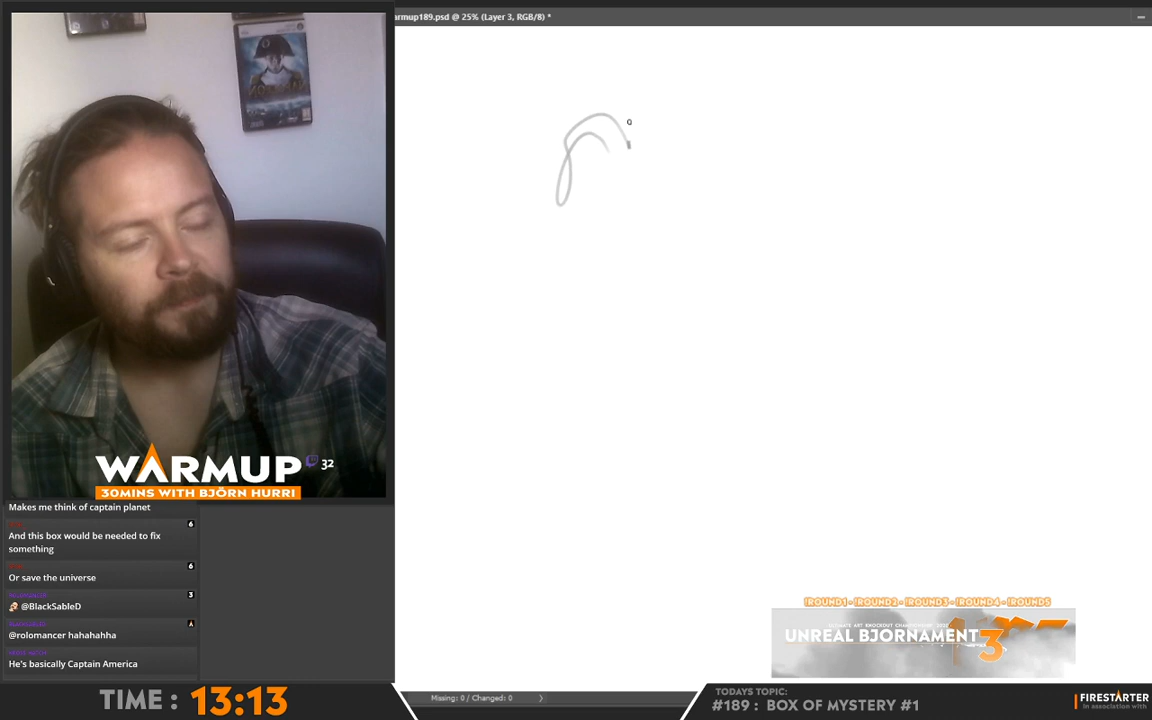 armup189.psd @ 25% (Layer 3, RGB/8) *
WARMUP
32
30MINS WITH BJÖRN HURRI
Makes me think of captain planet
6
And this box would be needed to fix
something
6
Or save the universe
3
@BlackSableD
@rolomancer hahahahha
He's basically Captain America
!ROUND1 - !ROUND2 - !ROUND3 - !ROUND4 - !ROUND5
UNREAL BJORNAMENT 3
Missing: 0 / Changed: 0
TIME : 13:13
TODAYS TOPIC:
#189 : BOX OF MYSTERY #1
FIRESTARTER
In association with